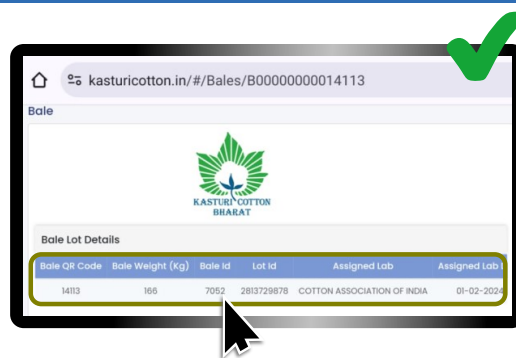 kasturicotton.in/#/Bales/B00000000014113
Bale
KASTURI COTTON
BHARAT
Bale Lot Details
Bale QR Code Bale Weight (Kg) Bale Id Lot Id Assigned Lab Assigned Lab
14113 166 7052 2813729878 COTTON ASSOCIATION OF INDIA 01-02-2024